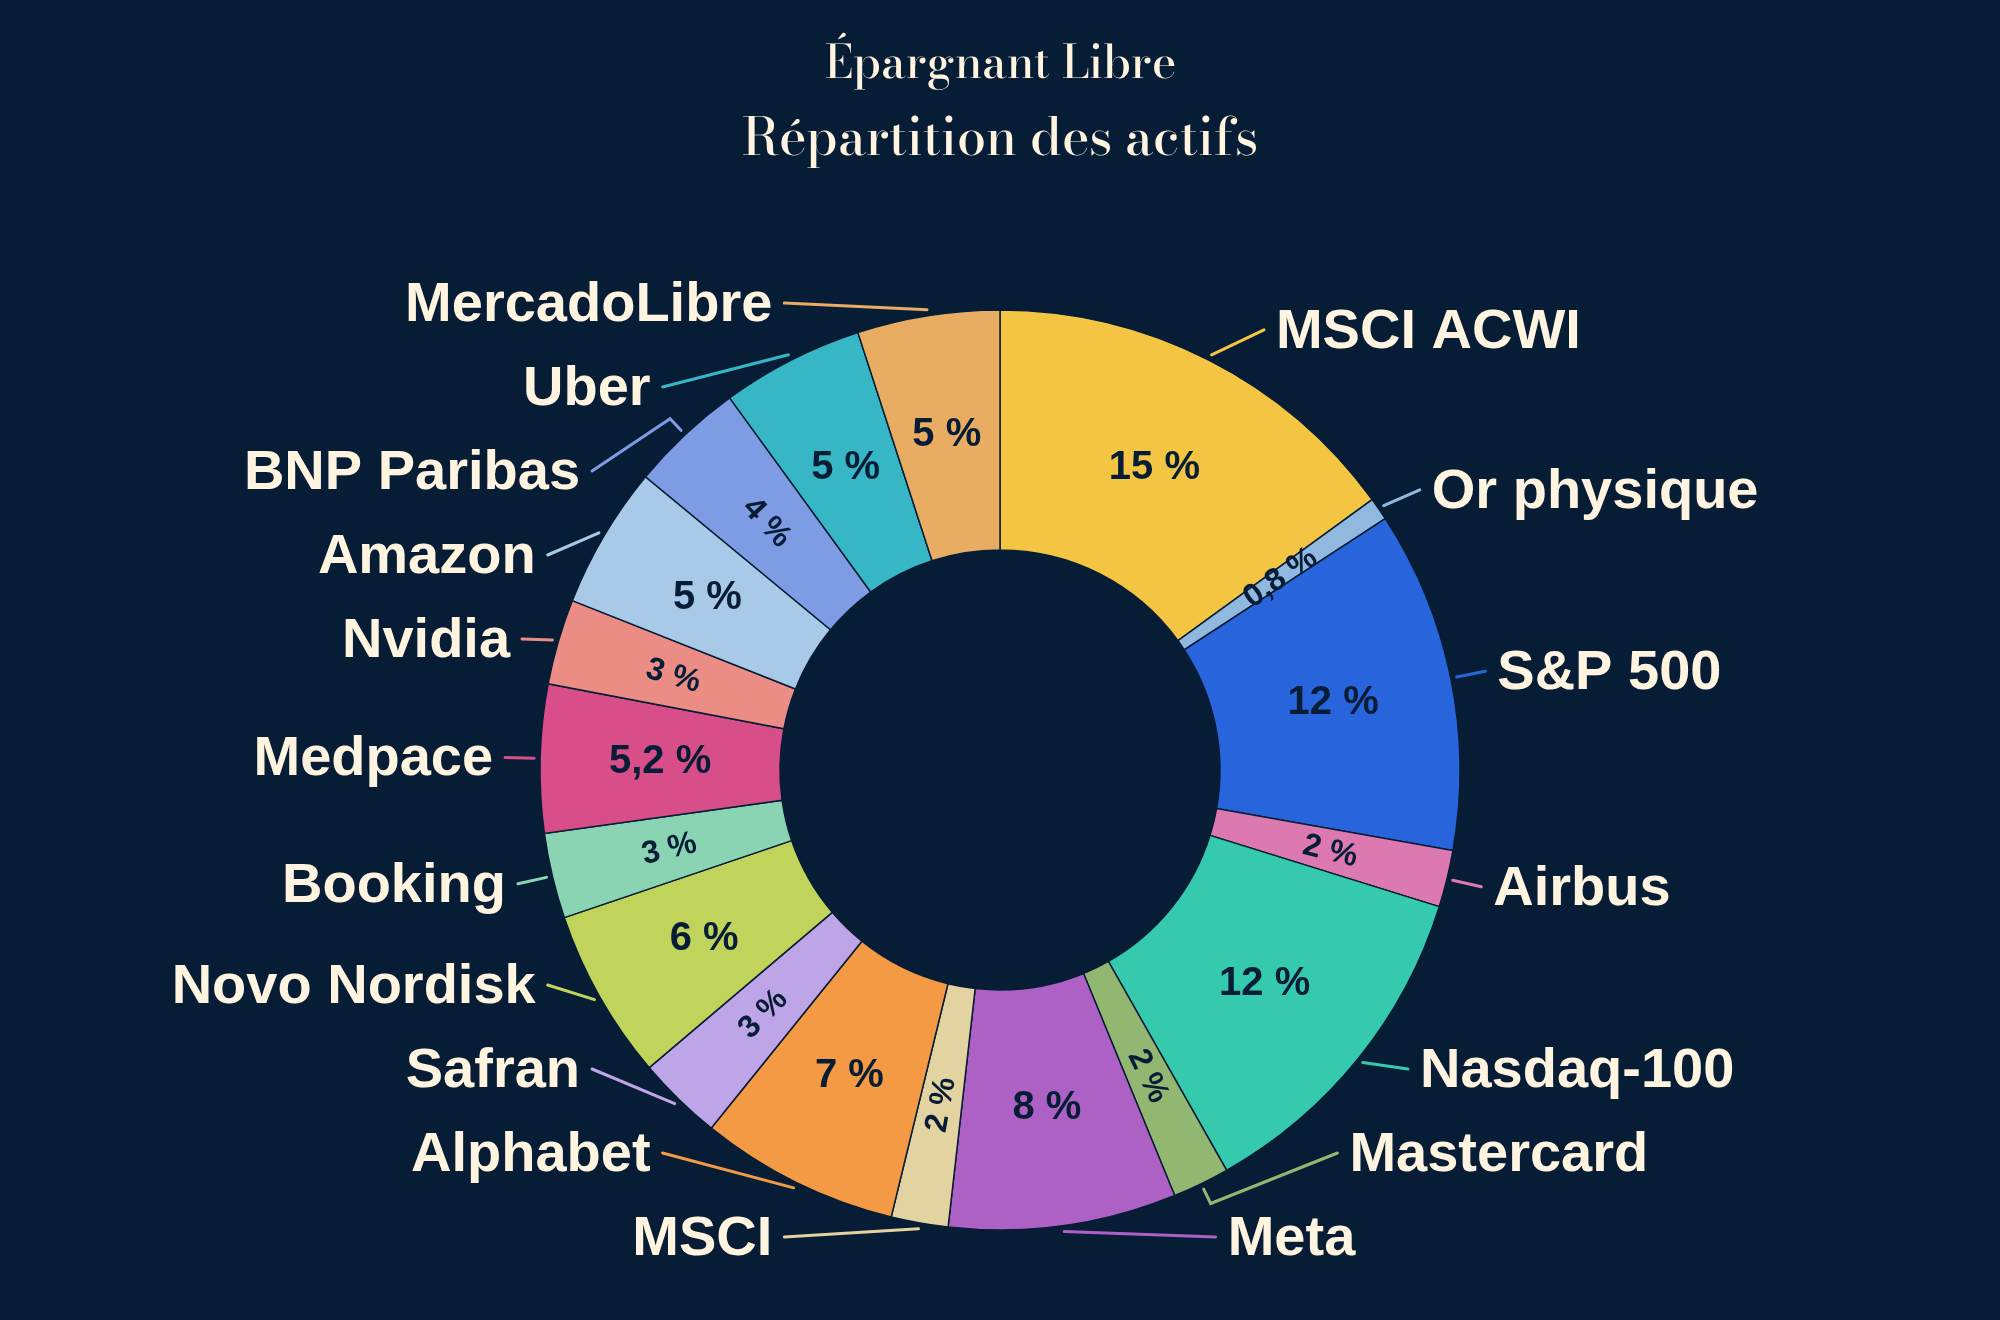 Épargnant Libre
Répartition des actifs
MSCI ACWI
15 %
Or physique
0,8 %
S&P 500
12 %
Airbus
2 %
Nasdaq-100
12 %
Mastercard
2 %
Meta
8 %
MSCI
2 %
Alphabet
7 %
Safran
3 %
Novo Nordisk
6 %
Booking
3 %
Medpace
5,2 %
Nvidia
3 %
Amazon
5 %
BNP Paribas
4 %
Uber
5 %
MercadoLibre
5 %